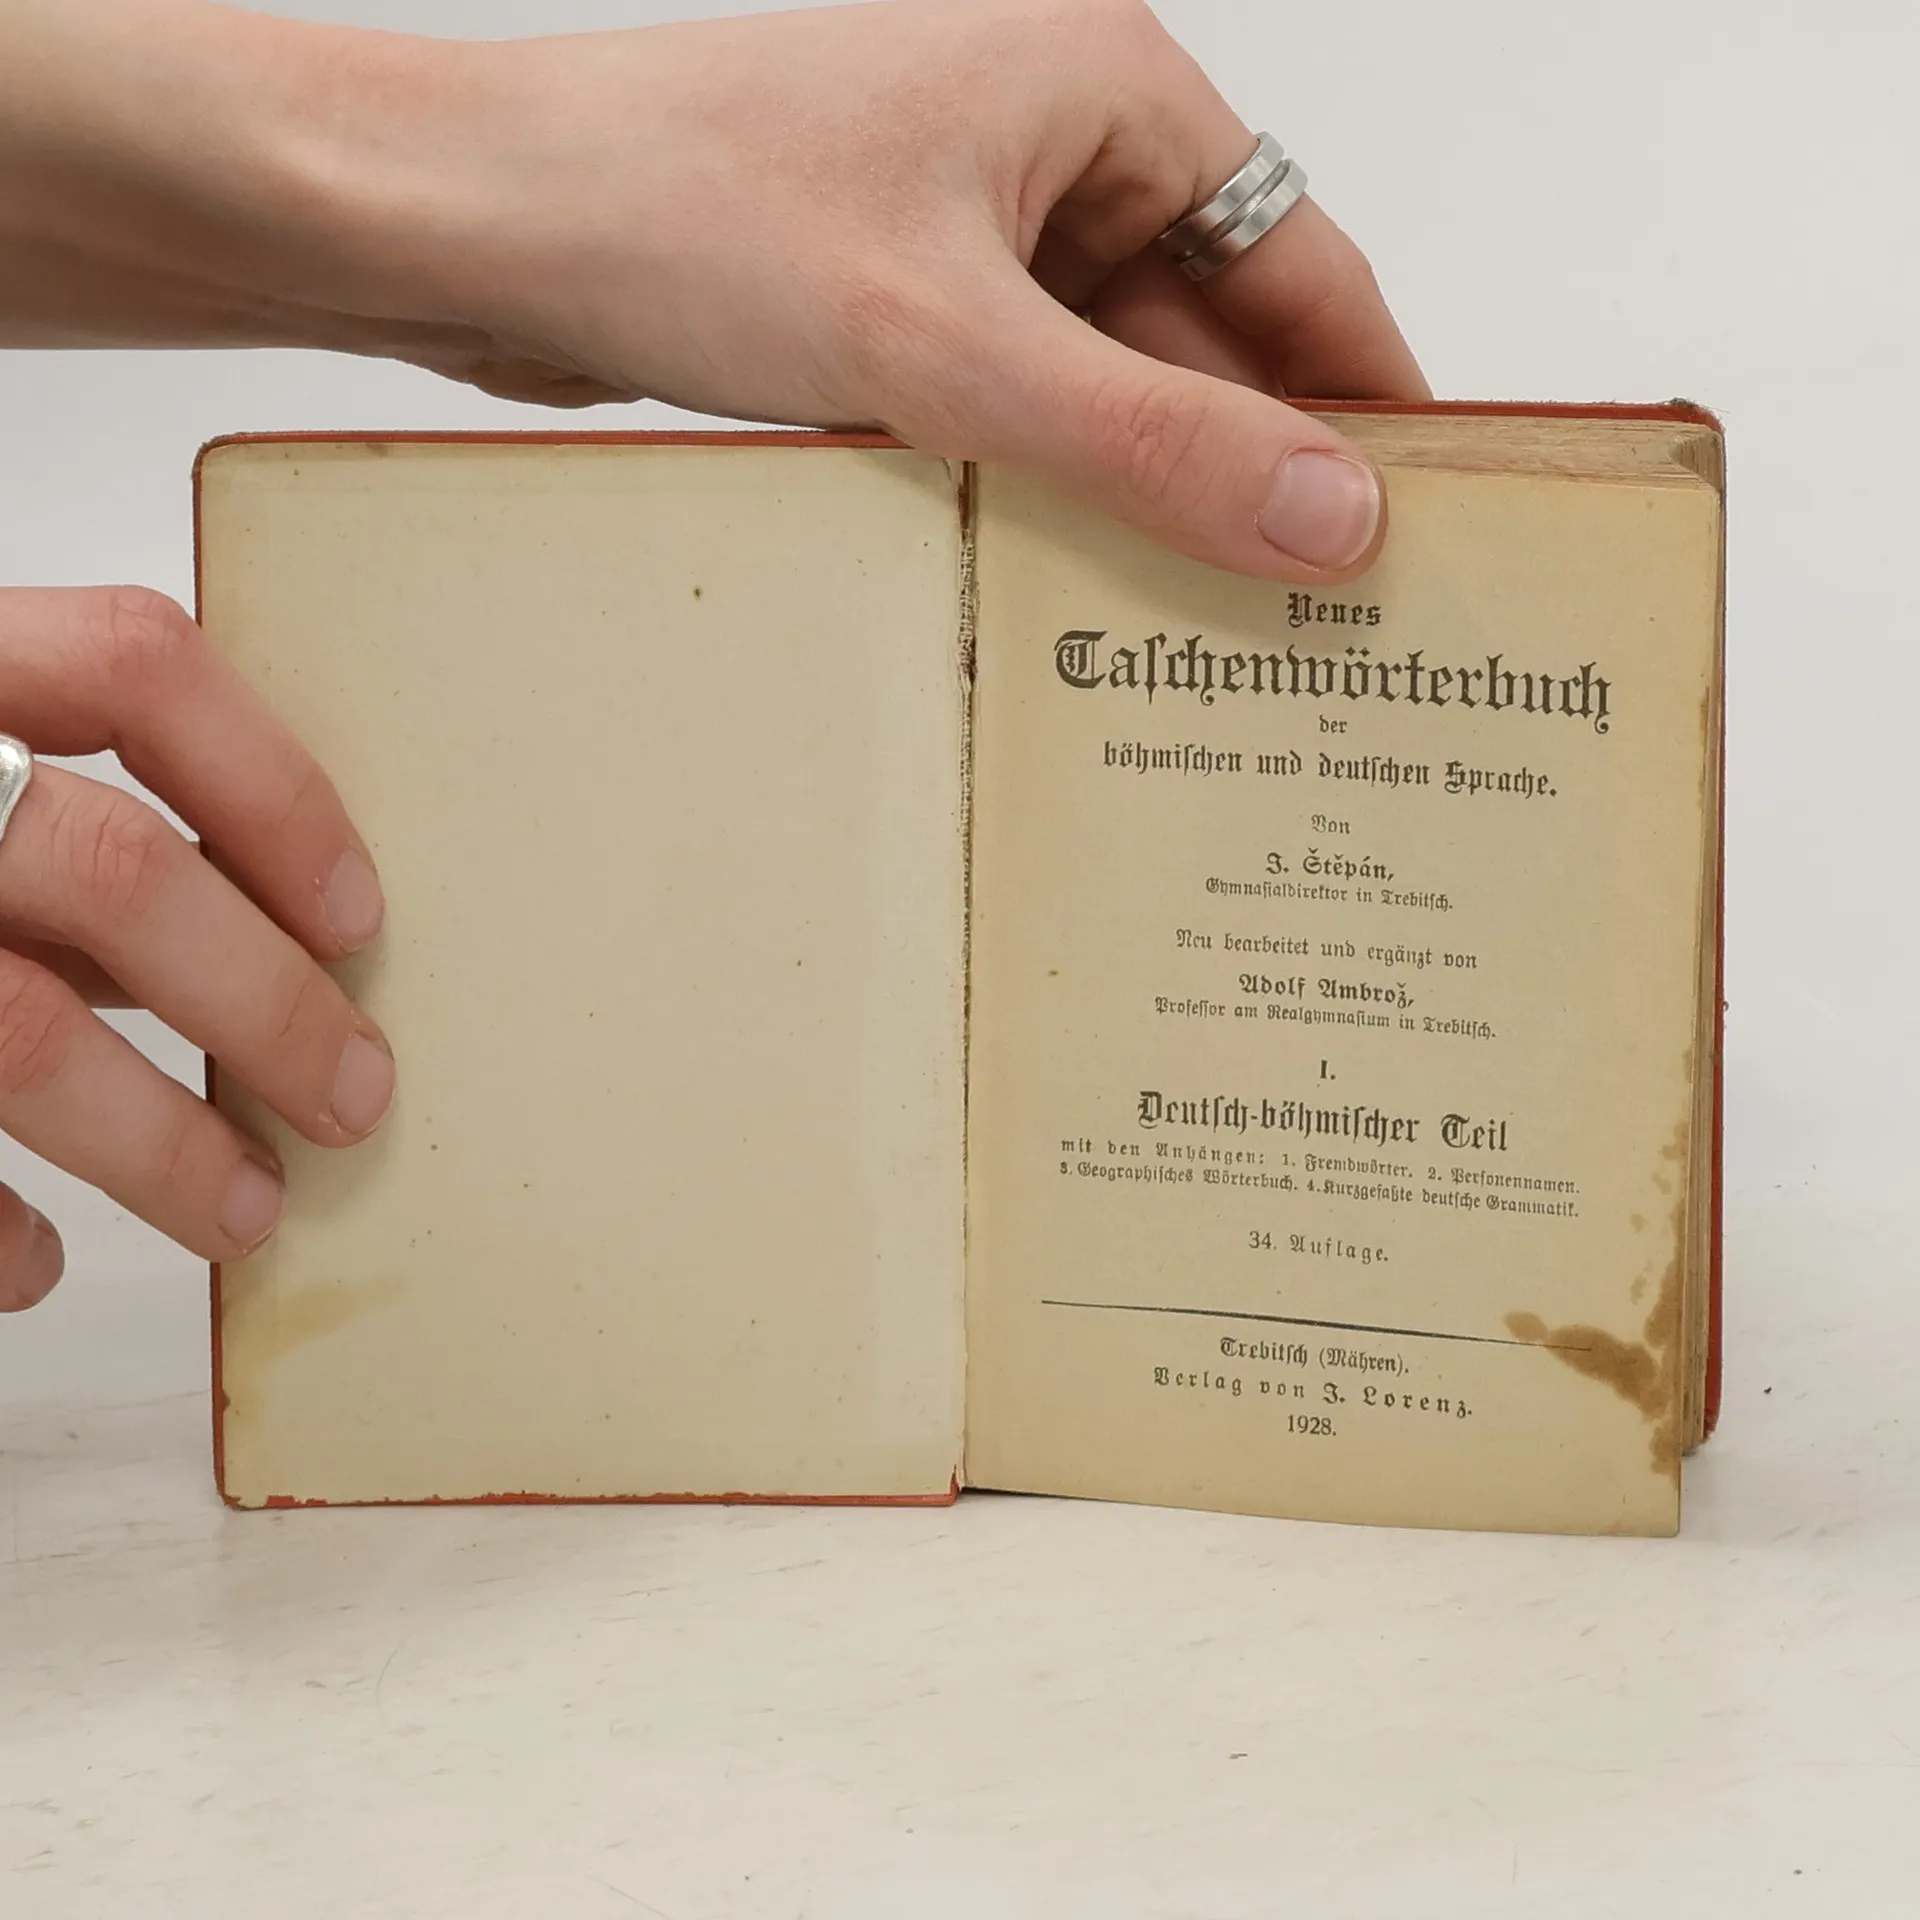 Neues
Taſchenwörterbuch
der
böhmiſchen und deutſchen Sprache.
Von
J. Štěpán,
Gymnaſialdirektor in Trebitſch.
Neu bearbeitet und ergänzt von
Adolf Ambrož,
Profeſſor am Realgymnaſium in Trebitſch.
I.
Deutſch-böhmiſcher Teil
mit den Anhängen: 1. Fremdwörter. 2. Perſonennamen.
3. Geographiſches Wörterbuch. 4. Kurzgefaßte deutſche Grammatik.
34. Auflage.
Trebitſch (Mähren).
Verlag von J. Lorenz.
1928.